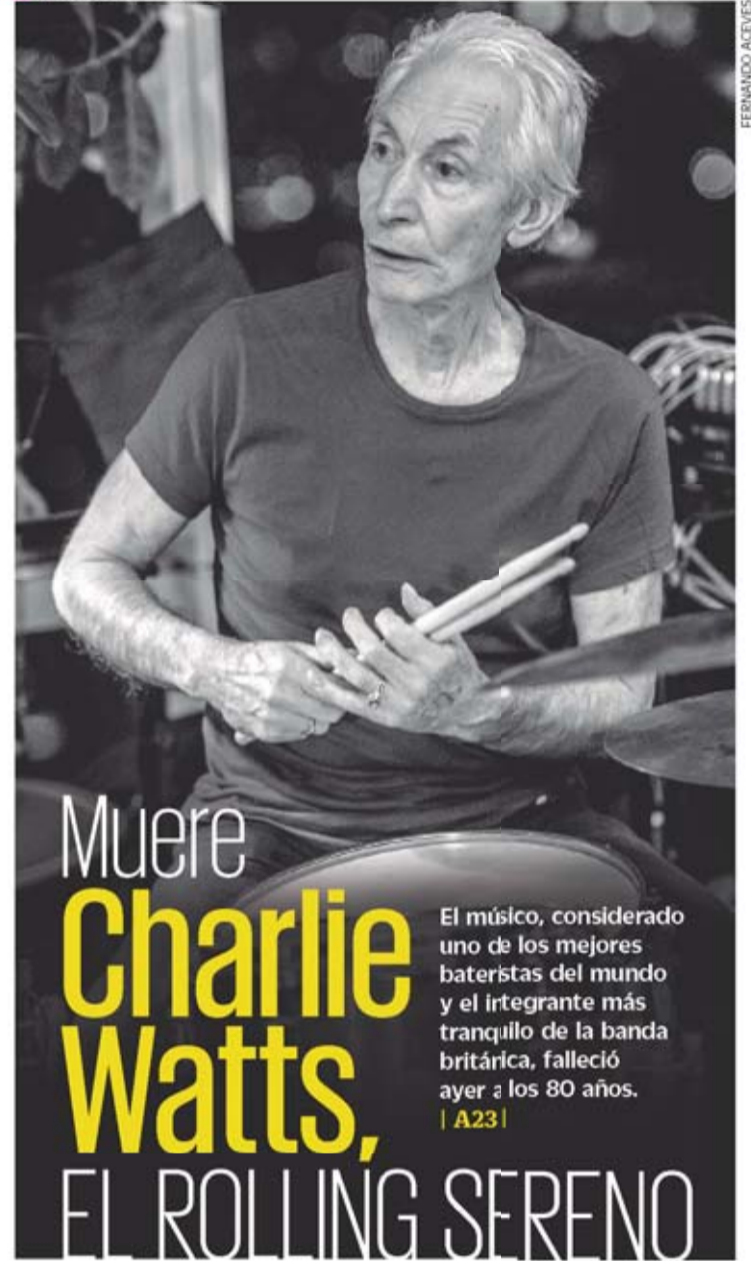 FERNANDO ACEVES
Muere
Charlie
Watts,
EL ROLLING SERENO
El músico, considerado
uno de los mejores
bateristas del mundo
y el integrante más
tranquilo de la banda
británica, falleció
ayer a los 80 años.
| A23 |